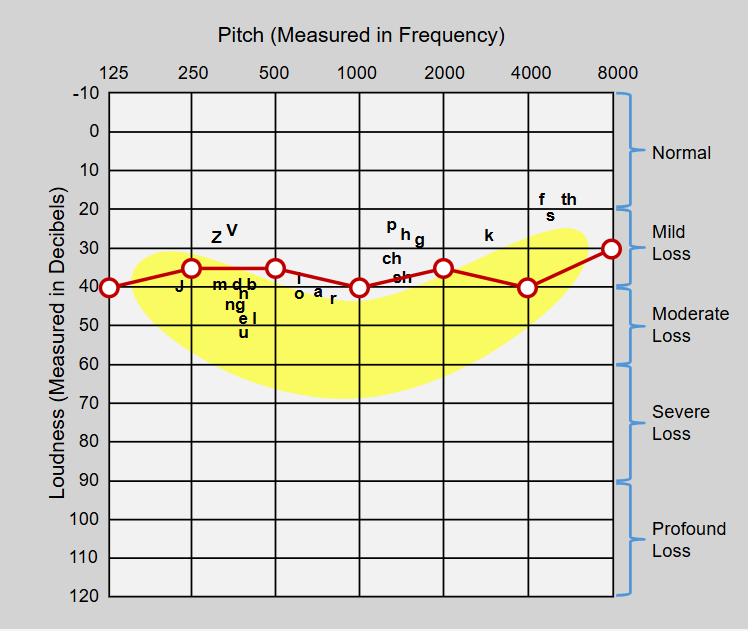 Pitch (Measured in Frequency)
125 250 500 1000 2000 4000 8000
Loudness (Measured in Decibels)
-10
0
10
20
30
40
50
60
70
80
90
100
110
120
Z V
J
m d b
n
ng
e l
u
i
o a r
p
h
g
ch
sh
k
f th
s
Normal
Mild
Loss
Moderate
Loss
Severe
Loss
Profound
Loss